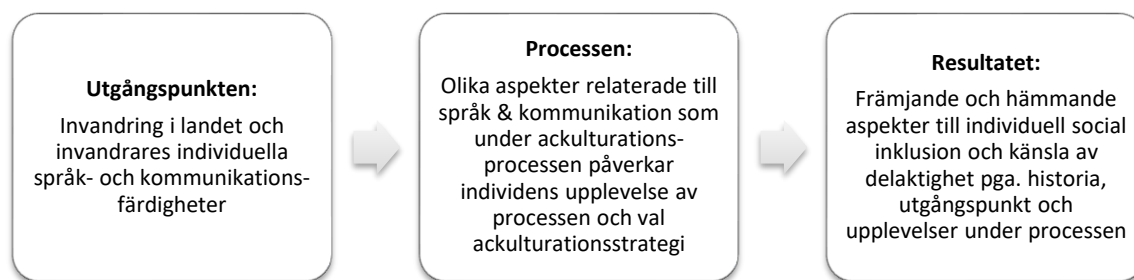 Utgångspunkten:
Invandring i landet och
invandrares individuella
språk- och kommunikations-
färdigheter
Processen:
Olika aspekter relaterade till
språk & kommunikation som
under ackulturations-
processen påverkar
individens upplevelse av
processen och val
ackulturationsstrategi
Resultatet:
Främjande och hämmande
aspekter till individuell social
inklusion och känsla av
delaktighet pga. historia,
utgångspunkt och
upplevelser under processen